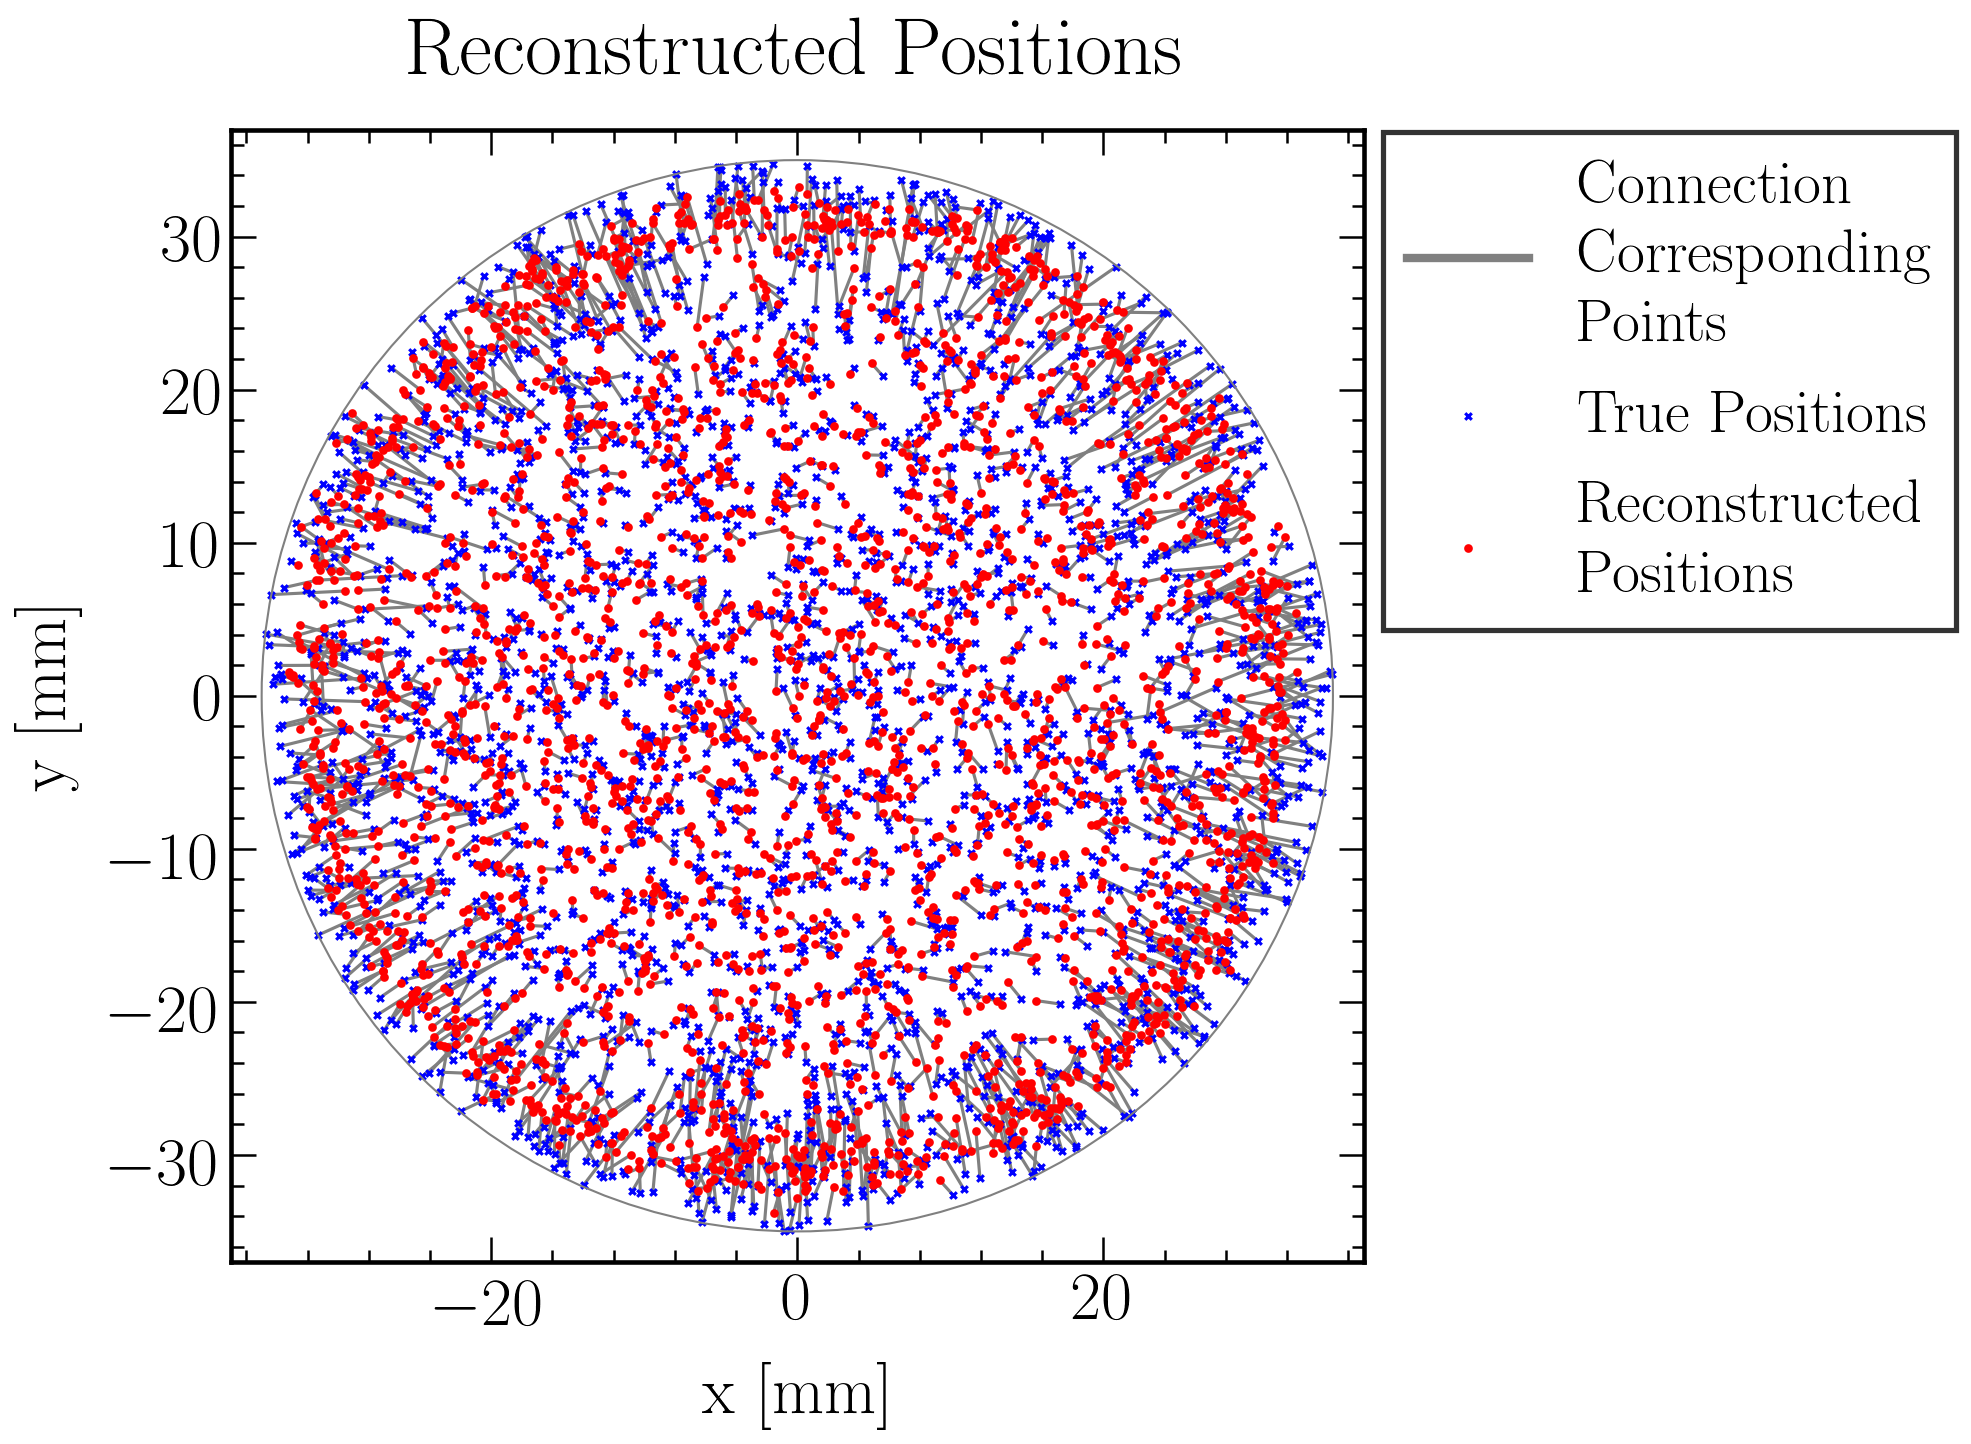 Reconstructed Positions
Connection
Corresponding
Points
True Positions
Reconstructed
Positions
y [mm]
30
20
10
0
−10
−20
−30
−20
0
20
x [mm]